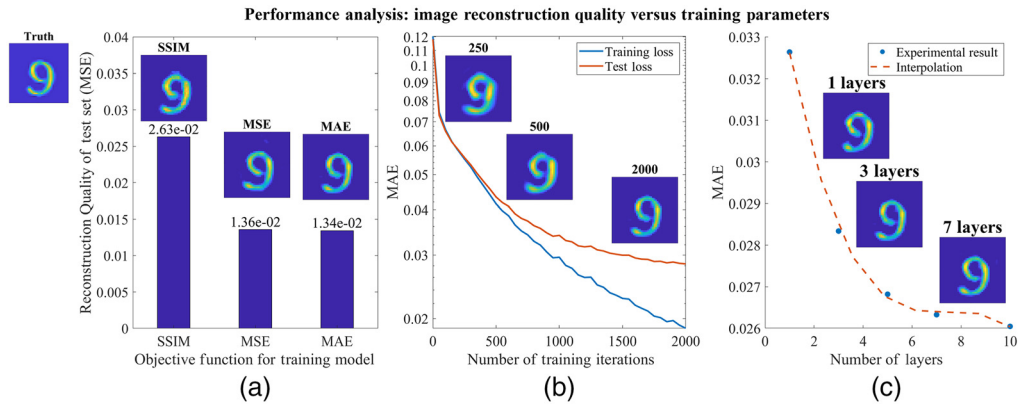 Performance analysis: image reconstruction quality versus training parameters
Truth
Reconstruction Quality of test set (MSE)
0.04
0.035
0.03
0.025
0.02
0.015
0.01
0.005
0
SSIM
2.63e-02
MSE
1.36e-02
MAE
1.34e-02
SSIM MSE MAE
Objective function for training model
(a)
MAE
0.12
0.11
0.1
0.09
0.08
0.07
0.06
0.05
0.04
0.03
0.02
250
500
2000
Training loss
Test loss
0 500 1000 1500 2000
Number of training iterations
(b)
MAE
0.033
0.032
0.031
0.03
0.029
0.028
0.027
0.026
Experimental result
Interpolation
1 layers
3 layers
7 layers
0 2 4 6 8 10
Number of layers
(c)